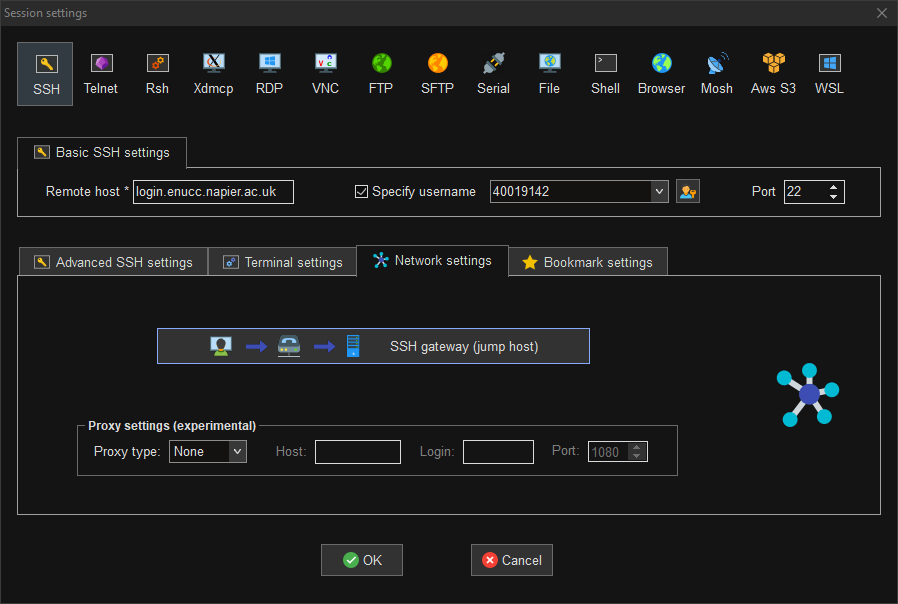 Session settings
SSH Telnet Rsh Xdmcp RDP VNC FTP SFTP Serial File Shell Browser Mosh Aws S3 WSL
Basic SSH settings
Remote host * login.enucc.napier.ac.uk Specify username 40019142 Port 22
Advanced SSH settings Terminal settings Network settings Bookmark settings
SSH gateway (jump host)
Proxy settings (experimental)
Proxy type: None Host: Login: Port: 1080
OK Cancel